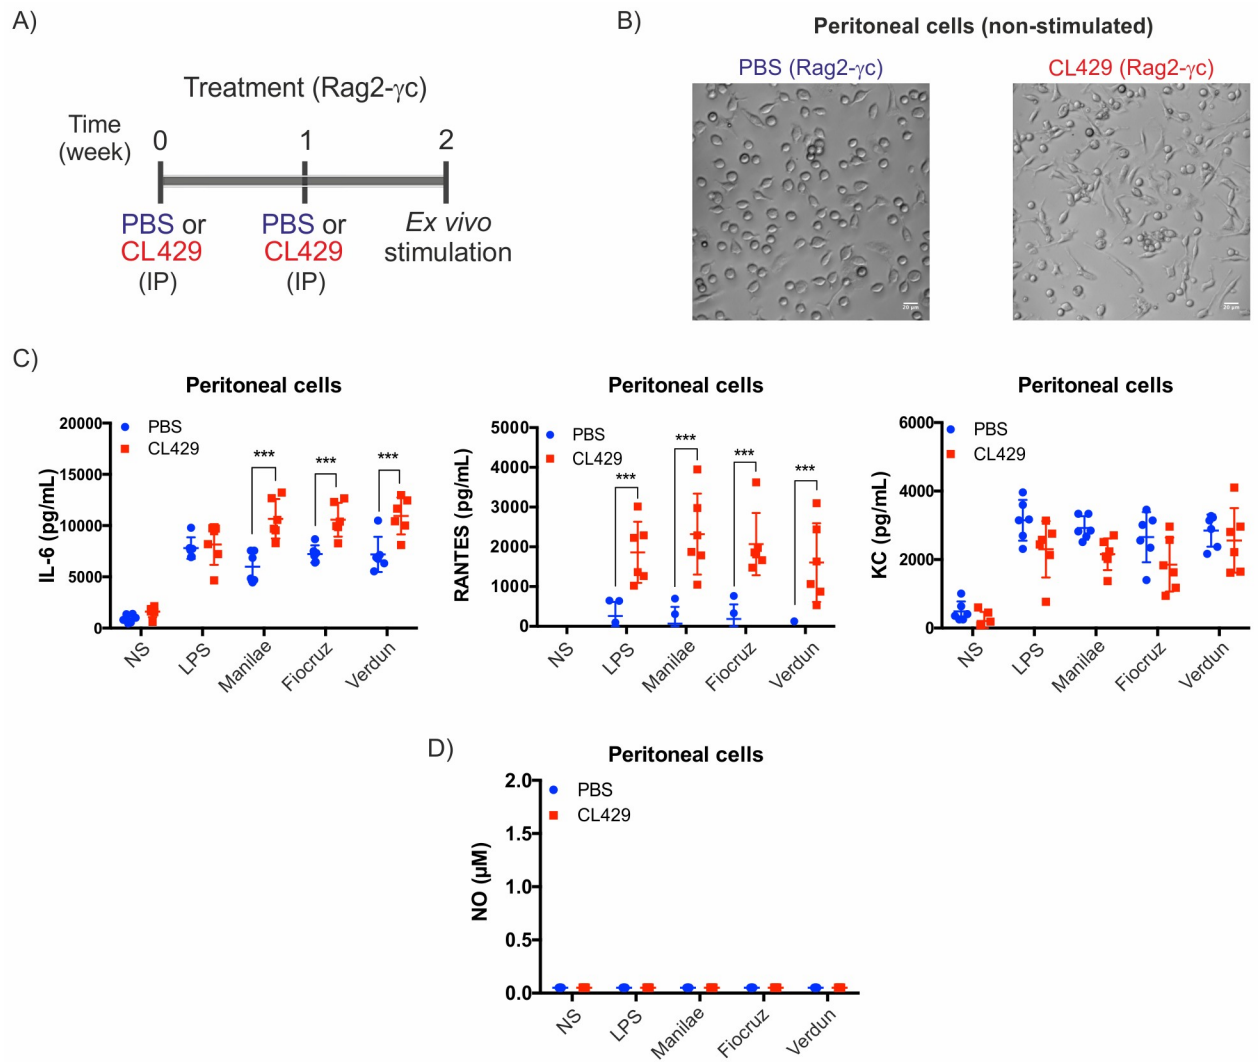 A)
Treatment (Rag2-γc)
Time
(week)
0
1
2
PBS or
CL429
(IP)
PBS or
CL429
(IP)
Ex vivo
stimulation
B)
Peritoneal cells (non-stimulated)
PBS (Rag2-γc)
CL429 (Rag2-γc)
20 µm
20 µm
C)
Peritoneal cells
IL-6 (pg/mL)
20000
15000
10000
5000
0
PBS
CL429
***
***
***
NS
LPS
Manilae
Fiocruz
Verdun
Peritoneal cells
RANTES (pg/mL)
5000
4000
3000
2000
1000
0
PBS
CL429
***
***
***
***
NS
LPS
Manilae
Fiocruz
Verdun
Peritoneal cells
KC (pg/mL)
6000
4000
2000
0
PBS
CL429
NS
LPS
Manilae
Fiocruz
Verdun
D)
Peritoneal cells
NO (µM)
2.0
1.5
1.0
0.5
0.0
PBS
CL429
NS
LPS
Manilae
Fiocruz
Verdun